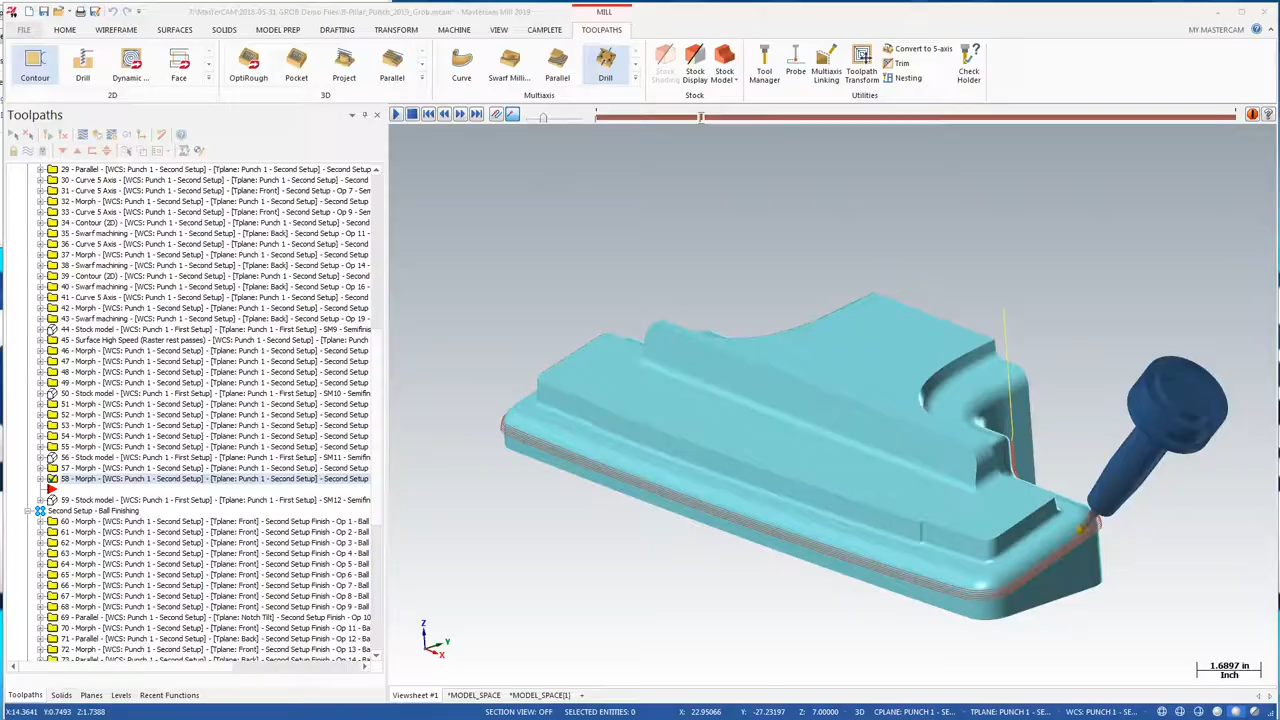 T:\MasterCAM\2018-05-31_GROB Demo Files\B-Pillar_Punch_2019_Grob.mcam* - Mastercam Mill 2019
MILL
FILE HOME WIREFRAME SURFACES SOLIDS MODEL PREP DRAFTING TRANSFORM MACHINE VIEW CAMPLETE TOOLPATHS MY MASTERCAM
Contour Drill Dynamic ... Face OptiRough Pocket Project Parallel Curve Swarf Milli... Parallel Drill Stock Shading Stock Display Stock Model Tool Manager Probe Multiaxis Linking Toolpath Transform Convert to 5-axis Trim Nesting Check Holder
2D 3D Multiaxis Stock Utilities
Toolpaths
29 - Parallel - [WCS: Punch 1 - Second Setup] - [Tplane: Punch 1 - Second Setup] - Second Setup
30 - Curve 5 Axis - [WCS: Punch 1 - Second Setup] - [Tplane: Punch 1 - Second Setup] - Second
31 - Curve 5 Axis - [WCS: Punch 1 - Second Setup] - [Tplane: Front] - Second Setup - Op 7 - Sem
32 - Morph - [WCS: Punch 1 - Second Setup] - [Tplane: Punch 1 - Second Setup] - Second Setup
33 - Curve 5 Axis - [WCS: Punch 1 - Second Setup] - [Tplane: Front] - Second Setup - Op 9 - Sem
34 - Contour (2D) - [WCS: Punch 1 - Second Setup] - [Tplane: Punch 1 - Second Setup] - Second
35 - Swarf machining - [WCS: Punch 1 - Second Setup] - [Tplane: Back] - Second Setup - Op 11 -
36 - Curve 5 Axis - [WCS: Punch 1 - Second Setup] - [Tplane: Punch 1 - Second Setup] - Second
37 - Morph - [WCS: Punch 1 - Second Setup] - [Tplane: Punch 1 - Second Setup] - Second Setup
38 - Swarf machining - [WCS: Punch 1 - Second Setup] - [Tplane: Back] - Second Setup - Op 14 -
39 - Contour (2D) - [WCS: Punch 1 - Second Setup] - [Tplane: Punch 1 - Second Setup] - Second
40 - Swarf machining - [WCS: Punch 1 - Second Setup] - [Tplane: Back] - Second Setup - Op 16 -
41 - Curve 5 Axis - [WCS: Punch 1 - Second Setup] - [Tplane: Punch 1 - Second Setup] - Second
42 - Morph - [WCS: Punch 1 - Second Setup] - [Tplane: Punch 1 - Second Setup] - Second Setup
43 - Swarf machining - [WCS: Punch 1 - Second Setup] - [Tplane: Back] - Second Setup - Op 19 -
44 - Stock model - [WCS: Punch 1 - First Setup] - [Tplane: Punch 1 - First Setup] - SM9 - Semifinis
45 - Surface High Speed (Raster rest passes) - [WCS: Punch 1 - Second Setup] - [Tplane: Punch
46 - Morph - [WCS: Punch 1 - Second Setup] - [Tplane: Punch 1 - Second Setup] - Second Setup
47 - Morph - [WCS: Punch 1 - Second Setup] - [Tplane: Punch 1 - Second Setup] - Second Setup
48 - Morph - [WCS: Punch 1 - Second Setup] - [Tplane: Punch 1 - Second Setup] - Second Setup
49 - Morph - [WCS: Punch 1 - Second Setup] - [Tplane: Punch 1 - Second Setup] - Second Setup
50 - Stock model - [WCS: Punch 1 - First Setup] - [Tplane: Punch 1 - First Setup] - SM10 - Semifin
51 - Morph - [WCS: Punch 1 - Second Setup] - [Tplane: Punch 1 - Second Setup] - Second Setup
52 - Morph - [WCS: Punch 1 - Second Setup] - [Tplane: Punch 1 - Second Setup] - Second Setup
53 - Morph - [WCS: Punch 1 - Second Setup] - [Tplane: Punch 1 - Second Setup] - Second Setup
54 - Morph - [WCS: Punch 1 - Second Setup] - [Tplane: Punch 1 - Second Setup] - Second Setup
55 - Morph - [WCS: Punch 1 - Second Setup] - [Tplane: Punch 1 - Second Setup] - Second Setup
56 - Stock model - [WCS: Punch 1 - First Setup] - [Tplane: Punch 1 - First Setup] - SM11 - Semifin
57 - Morph - [WCS: Punch 1 - Second Setup] - [Tplane: Punch 1 - Second Setup] - Second Setup
58 - Morph - [WCS: Punch 1 - Second Setup] - [Tplane: Punch 1 - Second Setup] - Second Setup
59 - Stock model - [WCS: Punch 1 - First Setup] - [Tplane: Punch 1 - First Setup] - SM12 - Semifin
Second Setup - Ball Finishing
60 - Morph - [WCS: Punch 1 - Second Setup] - [Tplane: Front] - Second Setup Finish - Op 1 - Ball
61 - Morph - [WCS: Punch 1 - Second Setup] - [Tplane: Front] - Second Setup Finish - Op 2 - Ball
62 - Morph - [WCS: Punch 1 - Second Setup] - [Tplane: Front] - Second Setup Finish - Op 3 - Ball
63 - Morph - [WCS: Punch 1 - Second Setup] - [Tplane: Front] - Second Setup Finish - Op 4 - Ball
64 - Morph - [WCS: Punch 1 - Second Setup] - [Tplane: Front] - Second Setup Finish - Op 5 - Ball
65 - Morph - [WCS: Punch 1 - Second Setup] - [Tplane: Front] - Second Setup Finish - Op 6 - Ball
66 - Morph - [WCS: Punch 1 - Second Setup] - [Tplane: Front] - Second Setup Finish - Op 7 - Ball
67 - Morph - [WCS: Punch 1 - Second Setup] - [Tplane: Front] - Second Setup Finish - Op 8 - Ball
68 - Morph - [WCS: Punch 1 - Second Setup] - [Tplane: Front] - Second Setup Finish - Op 9 - Ball
69 - Parallel - [WCS: Punch 1 - Second Setup] - [Tplane: Notch Tilt] - Second Setup Finish - Op 10
70 - Morph - [WCS: Punch 1 - Second Setup] - [Tplane: Front] - Second Setup Finish - Op 11 - Ball
71 - Parallel - [WCS: Punch 1 - Second Setup] - [Tplane: Back] - Second Setup Finish - Op 12 - Ba
72 - Morph - [WCS: Punch 1 - Second Setup] - [Tplane: Front] - Second Setup Finish - Op 13 - Ball
73 - Parallel - [WCS: Punch 1 - Second Setup] - [Tplane: Back] - Second Setup Finish - Op 14 - Ba
Z
Y
X
1.6897 in
Inch
Toolpaths Solids Planes Levels Recent Functions
Viewsheet #1 *MODEL_SPACE *MODEL_SPACE[1] +
X:14.3641 Y:0.7493 Z:1.7388 SECTION VIEW: OFF SELECTED ENTITIES: 0 X: 22.95066 Y: -27.23197 Z: 7.00000 3D CPLANE: PUNCH 1 - SE... TPLANE: PUNCH 1 - SE... WCS: PUNCH 1 - SE...